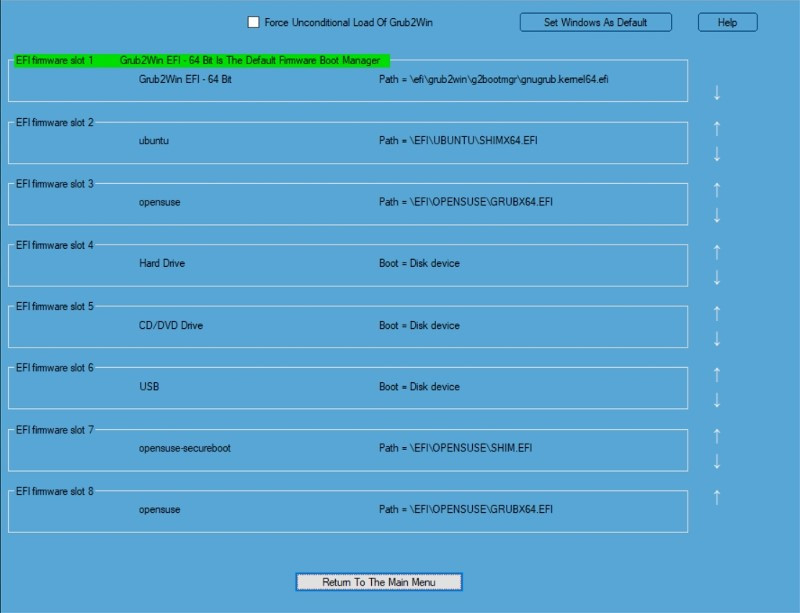 Force Unconditional Load Of Grub2Win
Set Windows As Default
Help
EFI firmware slot 1 Grub2Win EFI - 64 Bit Is The Default Firmware Boot Manager
Grub2Win EFI - 64 Bit Path = \efi\grub2win\g2bootmgr\gnugrub.kernel64.efi
EFI firmware slot 2
ubuntu Path = \EFI\UBUNTU\SHIMX64.EFI
EFI firmware slot 3
opensuse Path = \EFI\OPENSUSE\GRUBX64.EFI
EFI firmware slot 4
Hard Drive Boot = Disk device
EFI firmware slot 5
CD/DVD Drive Boot = Disk device
EFI firmware slot 6
USB Boot = Disk device
EFI firmware slot 7
opensuse-secureboot Path = \EFI\OPENSUSE\SHIM.EFI
EFI firmware slot 8
opensuse Path = \EFI\OPENSUSE\GRUBX64.EFI
Return To The Main Menu